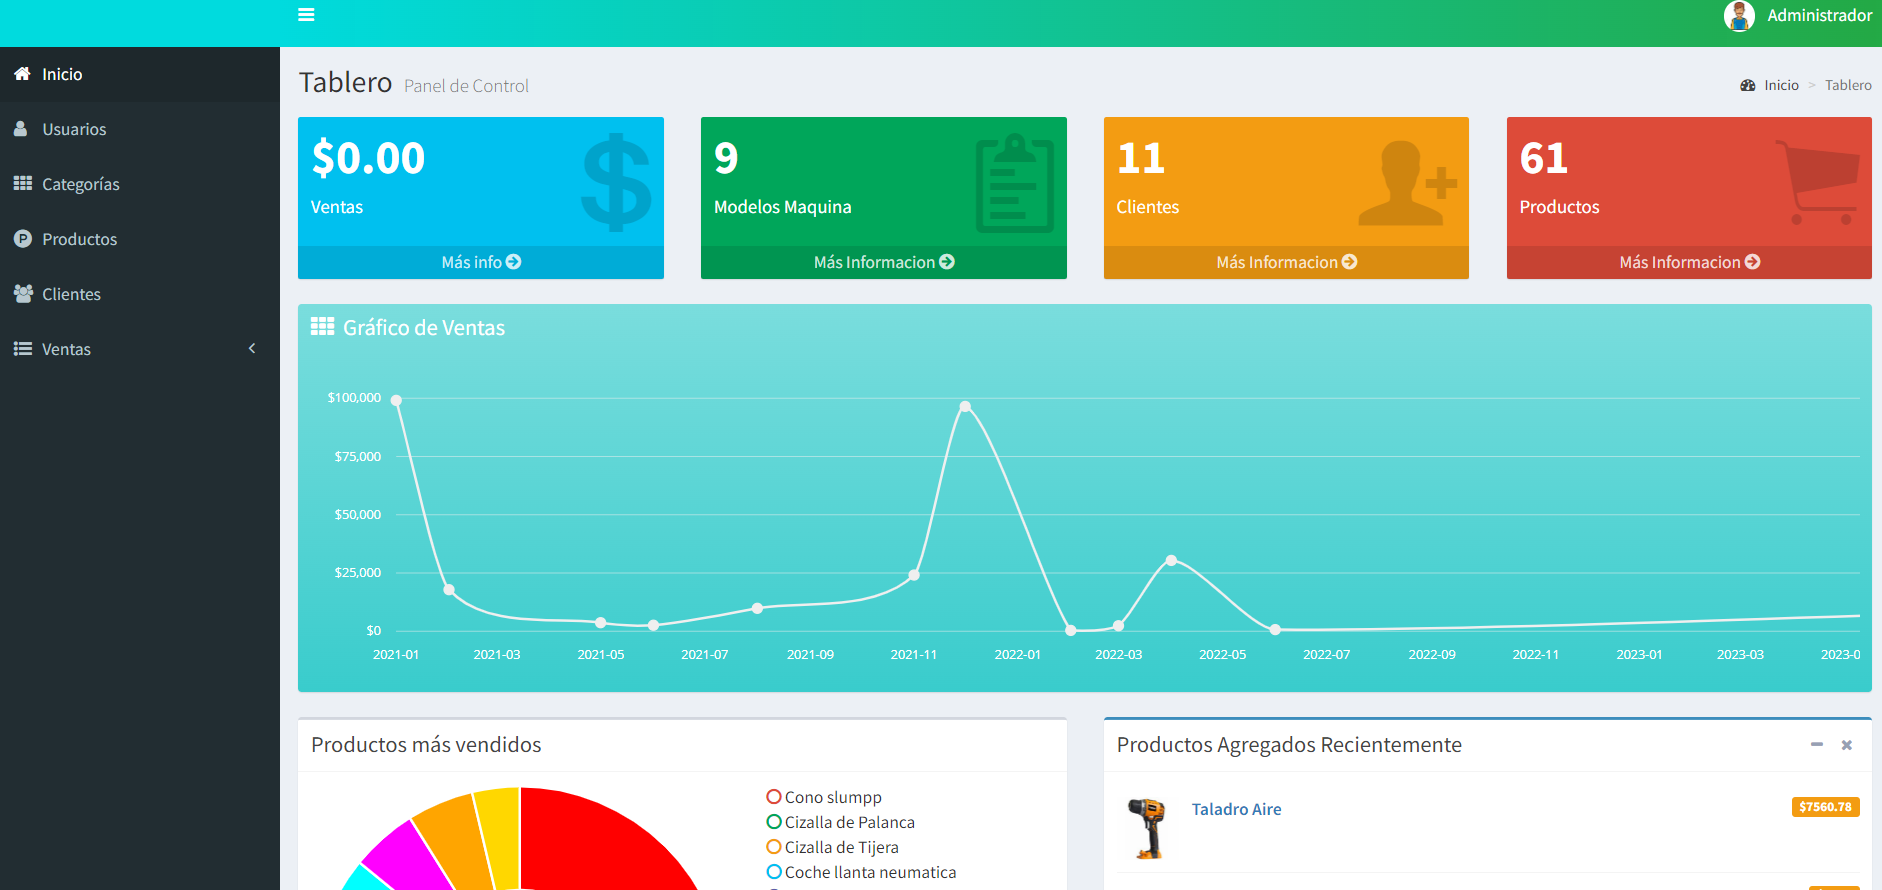 Administrador
Inicio
Usuarios
Categorías
Productos
Clientes
Ventas
Tablero Panel de Control
Inicio > Tablero
$0.00
Ventas
Más info
9
Modelos Maquina
Más Informacion
11
Clientes
Más Informacion
61
Productos
Más Informacion
Gráfico de Ventas
$100,000
$75,000
$50,000
$25,000
$0
2021-01 2021-03 2021-05 2021-07 2021-09 2021-11 2022-01 2022-03 2022-05 2022-07 2022-09 2022-11 2023-01 2023-03 2023-0
Productos más vendidos
Cono slumpp
Cizalla de Palanca
Cizalla de Tijera
Coche llanta neumatica
Productos Agregados Recientemente
Taladro Aire
$7560.78